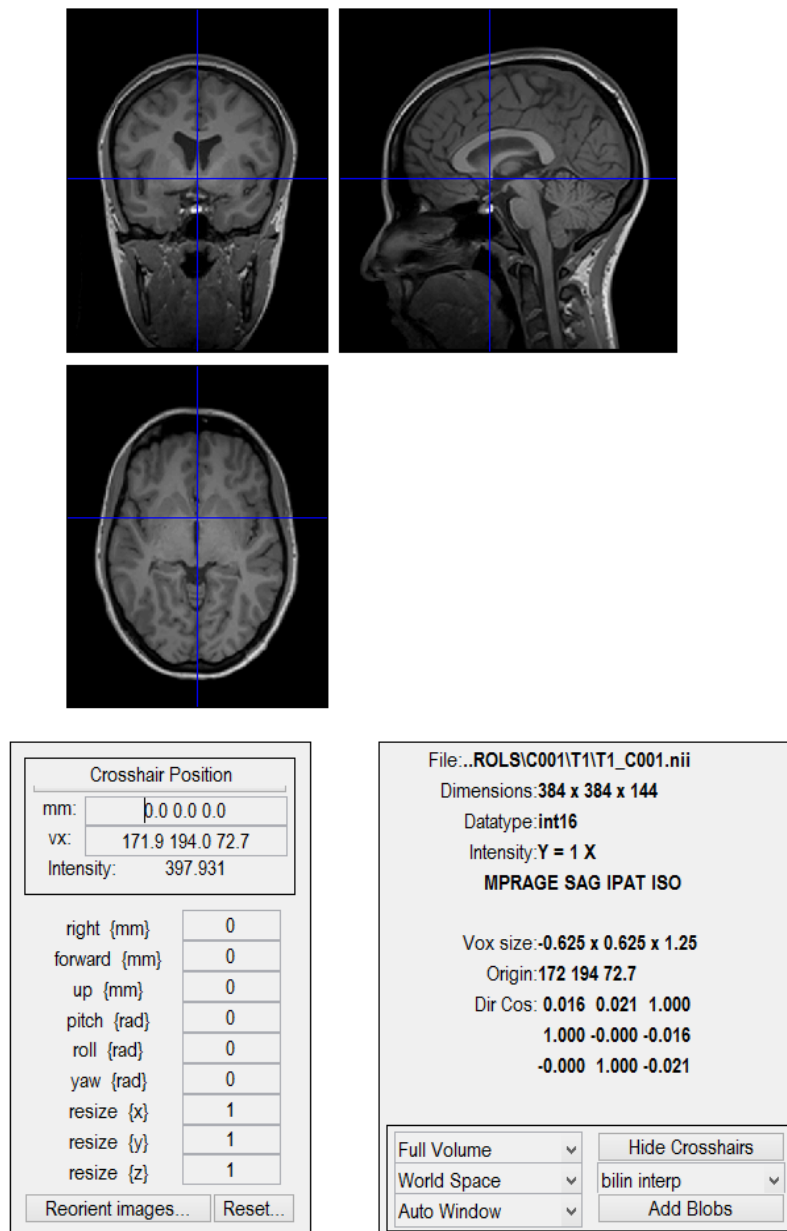 Crosshair Position
mm: 0.0 0.0 0.0
vx: 171.9 194.0 72.7
Intensity: 397.931
right {mm} 0
forward {mm} 0
up {mm} 0
pitch {rad} 0
roll {rad} 0
yaw {rad} 0
resize {x} 1
resize {y} 1
resize {z} 1
Reorient images... Reset...
File:..ROLS\C001\T1\T1_C001.nii
Dimensions:384 x 384 x 144
Datatype:int16
Intensity:Y = 1 X
MPRAGE SAG IPAT ISO
Vox size:-0.625 x 0.625 x 1.25
Origin:172 194 72.7
Dir Cos: 0.016 0.021 1.000
1.000 -0.000 -0.016
-0.000 1.000 -0.021
Full Volume Hide Crosshairs
World Space bilin interp
Auto Window Add Blobs